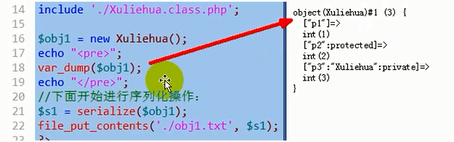 14 include './Xuliehua.class.php';
15
16 $obj1 = new Xuliehua();
17 echo "<pre>";
18 var_dump($obj1);
19 echo "</pre>";
20 //下面开始进行序列化操作:
21 $s1 = serialize($obj1);
22 file_put_contents('./obj1.txt', $s1);
23 ?>
object(Xuliehua)#1 (3) {
["p1"]=>
int(1)
["p2":protected]=>
int(2)
["p3":"Xuliehua":private]=>
int(3)
}